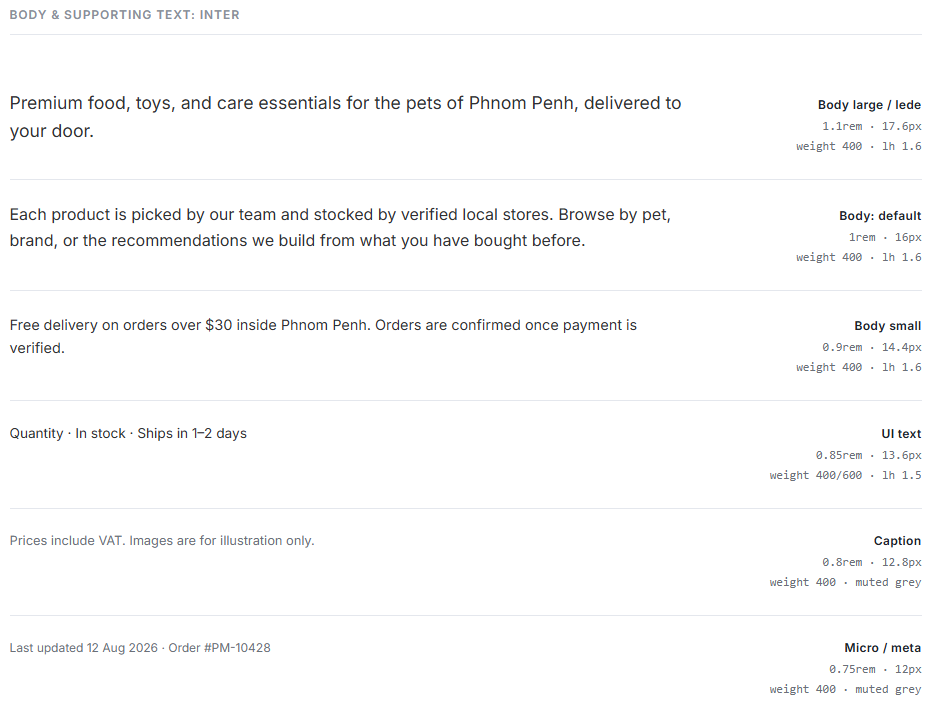 BODY & SUPPORTING TEXT: INTER
Premium food, toys, and care essentials for the pets of Phnom Penh, delivered to
your door.
Body large / lede
1.1rem · 17.6px
weight 400 · lh 1.6
Each product is picked by our team and stocked by verified local stores. Browse by pet,
brand, or the recommendations we build from what you have bought before.
Body: default
1rem · 16px
weight 400 · lh 1.6
Free delivery on orders over $30 inside Phnom Penh. Orders are confirmed once payment is
verified.
Body small
0.9rem · 14.4px
weight 400 · lh 1.6
Quantity · In stock · Ships in 1–2 days
UI text
0.85rem · 13.6px
weight 400/600 · lh 1.5
Prices include VAT. Images are for illustration only.
Caption
0.8rem · 12.8px
weight 400 · muted grey
Last updated 12 Aug 2026 · Order #PM-10428
Micro / meta
0.75rem · 12px
weight 400 · muted grey